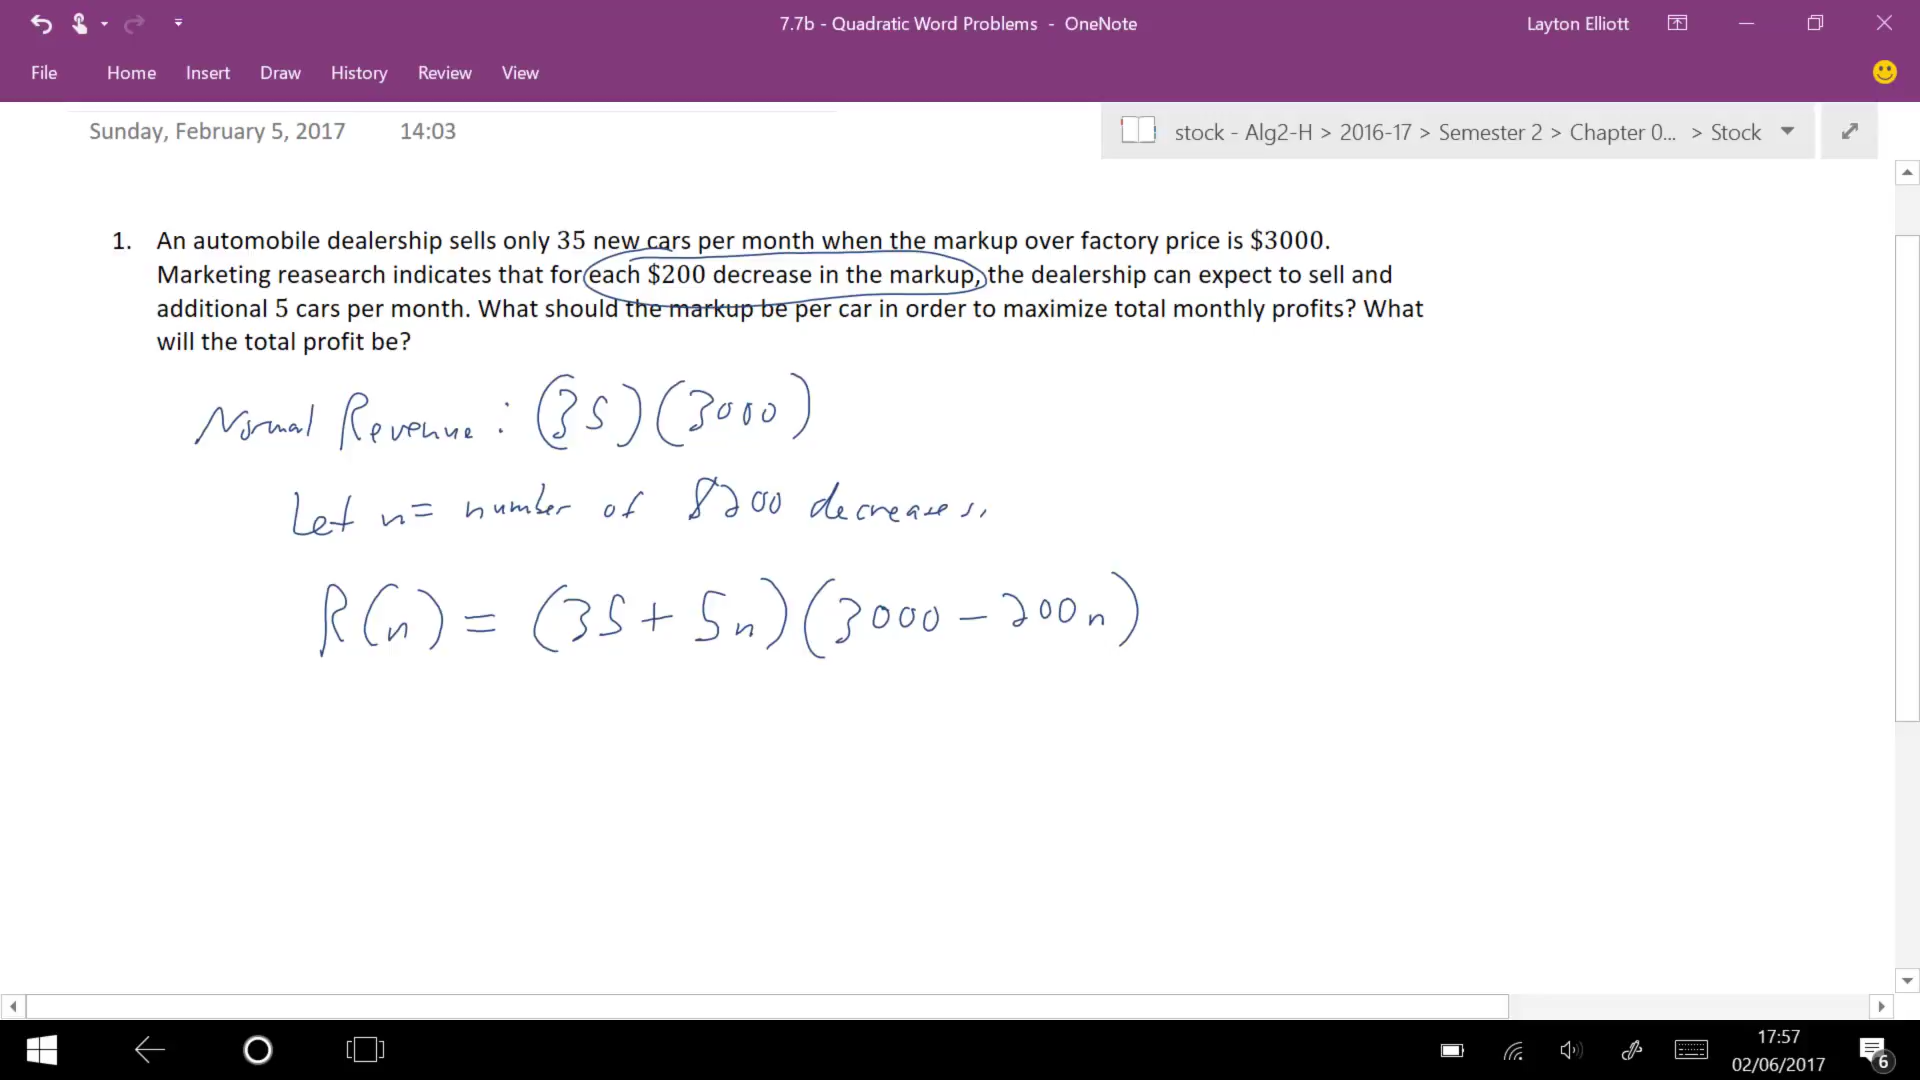 7.7b - Quadratic Word Problems - OneNote
Layton Elliott
File Home Insert Draw History Review View
Sunday, February 5, 2017 14:03
stock - Alg2-H > 2016-17 > Semester 2 > Chapter 0... > Stock
1. An automobile dealership sells only 35 new cars per month when the markup over factory price is $3000.
Marketing reasearch indicates that for each $200 decrease in the markup, the dealership can expect to sell and
additional 5 cars per month. What should the markup be per car in order to maximize total monthly profits? What
will the total profit be?
Normal Revenue: (35)(3000)
Let n= number of $200 decreases.
R(n) = (35+5n)(3000-200n)
17:57
02/06/2017
6